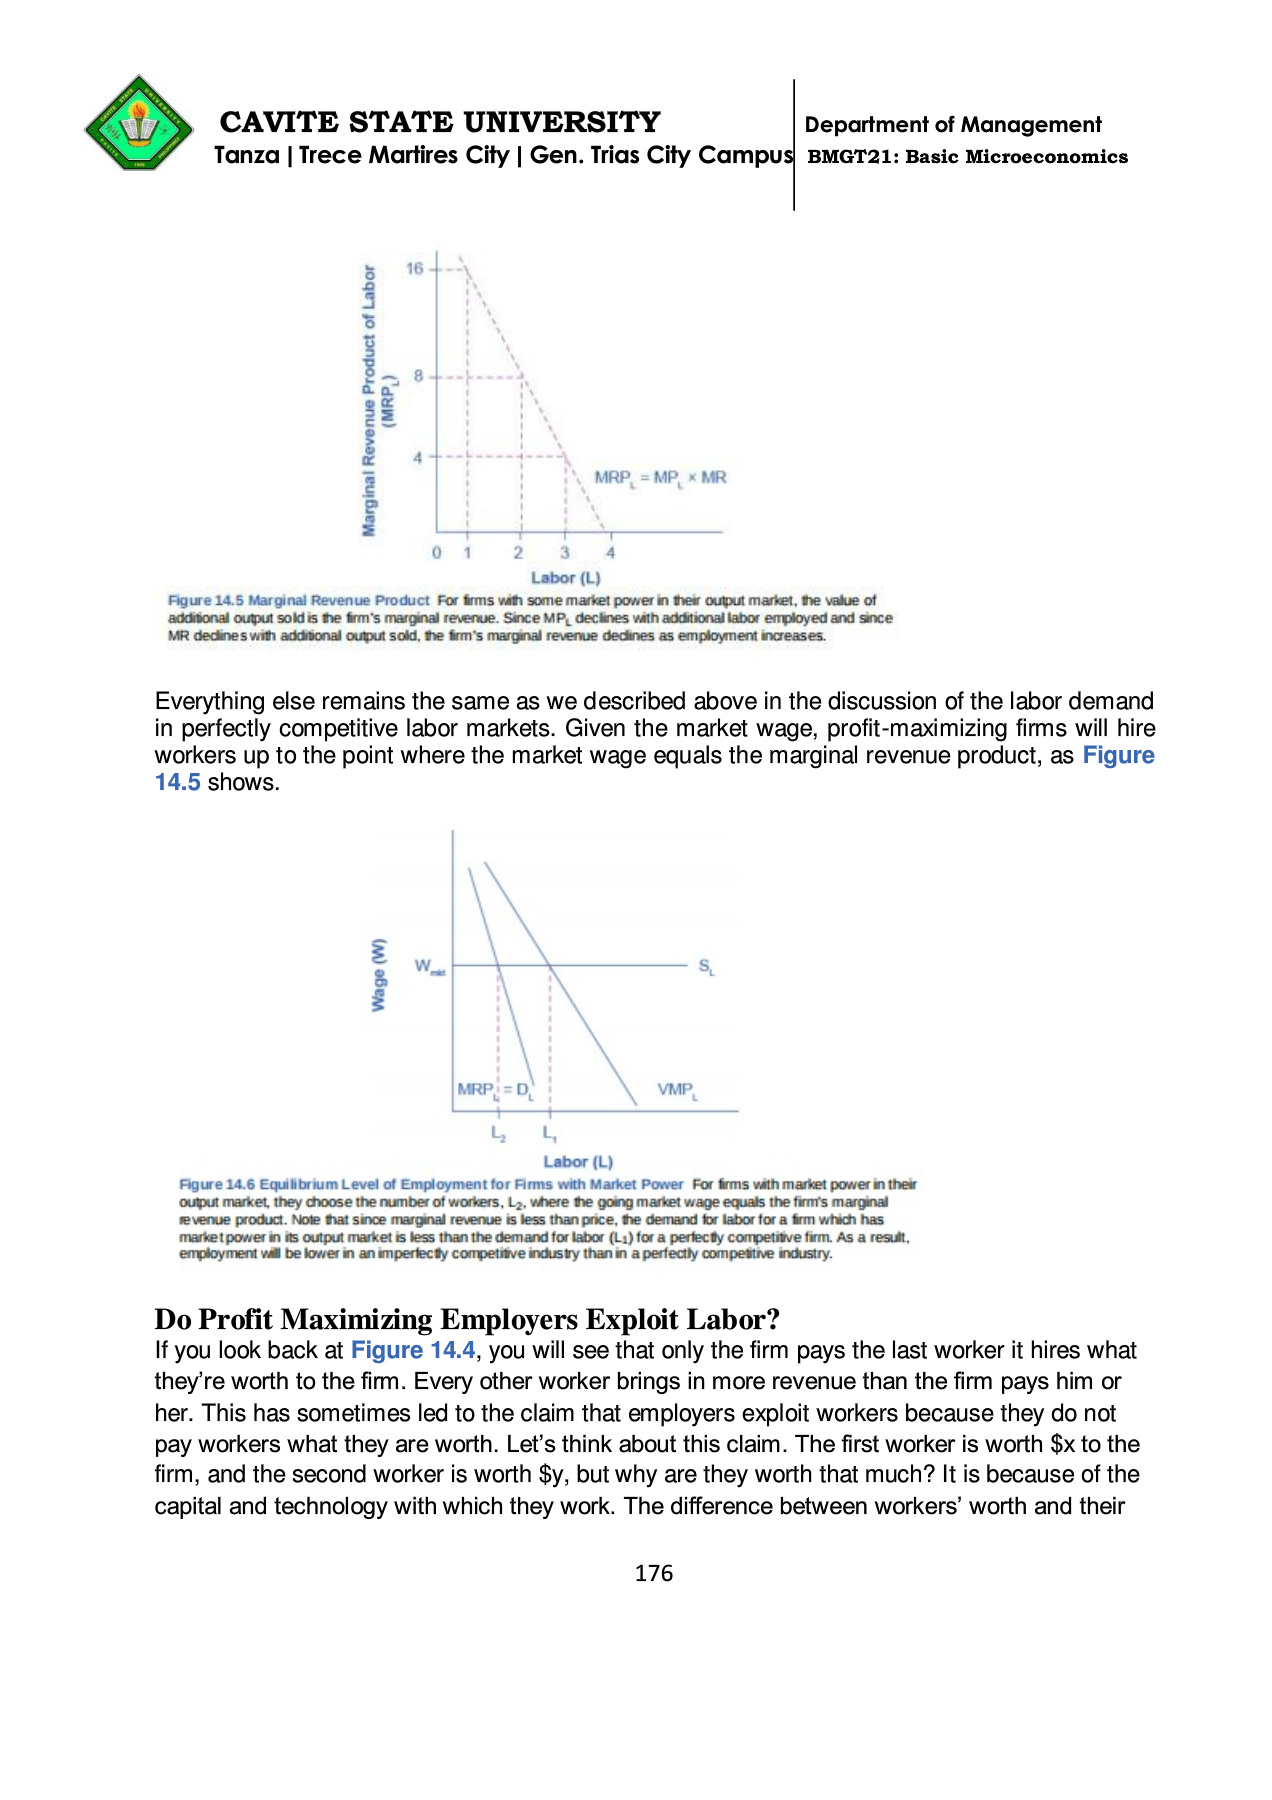 CAVITE STATE UNIVERSITY
Tanza | Trece Martires City | Gen. Trias City Campus
Department of Management
BMGT21: Basic Microeconomics
Marginal Revenue Product of Labor
(MRPL)
16
8
4
MRPL = MPL × MR
0 1 2 3 4
Labor (L)
Figure 14.5 Marginal Revenue Product For firms with some market power in their output market, the value of
additional output sold is the firm's marginal revenue. Since MPL declines with additional labor employed and since
MR declines with additional output sold, the firm's marginal revenue declines as employment increases.
Everything else remains the same as we described above in the discussion of the labor demand
in perfectly competitive labor markets. Given the market wage, profit-maximizing firms will hire
workers up to the point where the market wage equals the marginal revenue product, as Figure
14.5 shows.
Wage (W)
Wmkt
SL
MRPL = DL
VMPL
L2 L1
Labor (L)
Figure 14.6 Equilibrium Level of Employment for Firms with Market Power For firms with market power in their
output market, they choose the number of workers, L2, where the going market wage equals the firm's marginal
revenue product. Note that since marginal revenue is less than price, the demand for labor for a firm which has
market power in its output market is less than the demand for labor (L1) for a perfectly competitive firm. As a result,
employment will be lower in an imperfectly competitive industry than in a perfectly competitive industry.
Do Profit Maximizing Employers Exploit Labor?
If you look back at Figure 14.4, you will see that only the firm pays the last worker it hires what
they're worth to the firm. Every other worker brings in more revenue than the firm pays him or
her. This has sometimes led to the claim that employers exploit workers because they do not
pay workers what they are worth. Let's think about this claim. The first worker is worth $x to the
firm, and the second worker is worth $y, but why are they worth that much? It is because of the
capital and technology with which they work. The difference between workers' worth and their
176